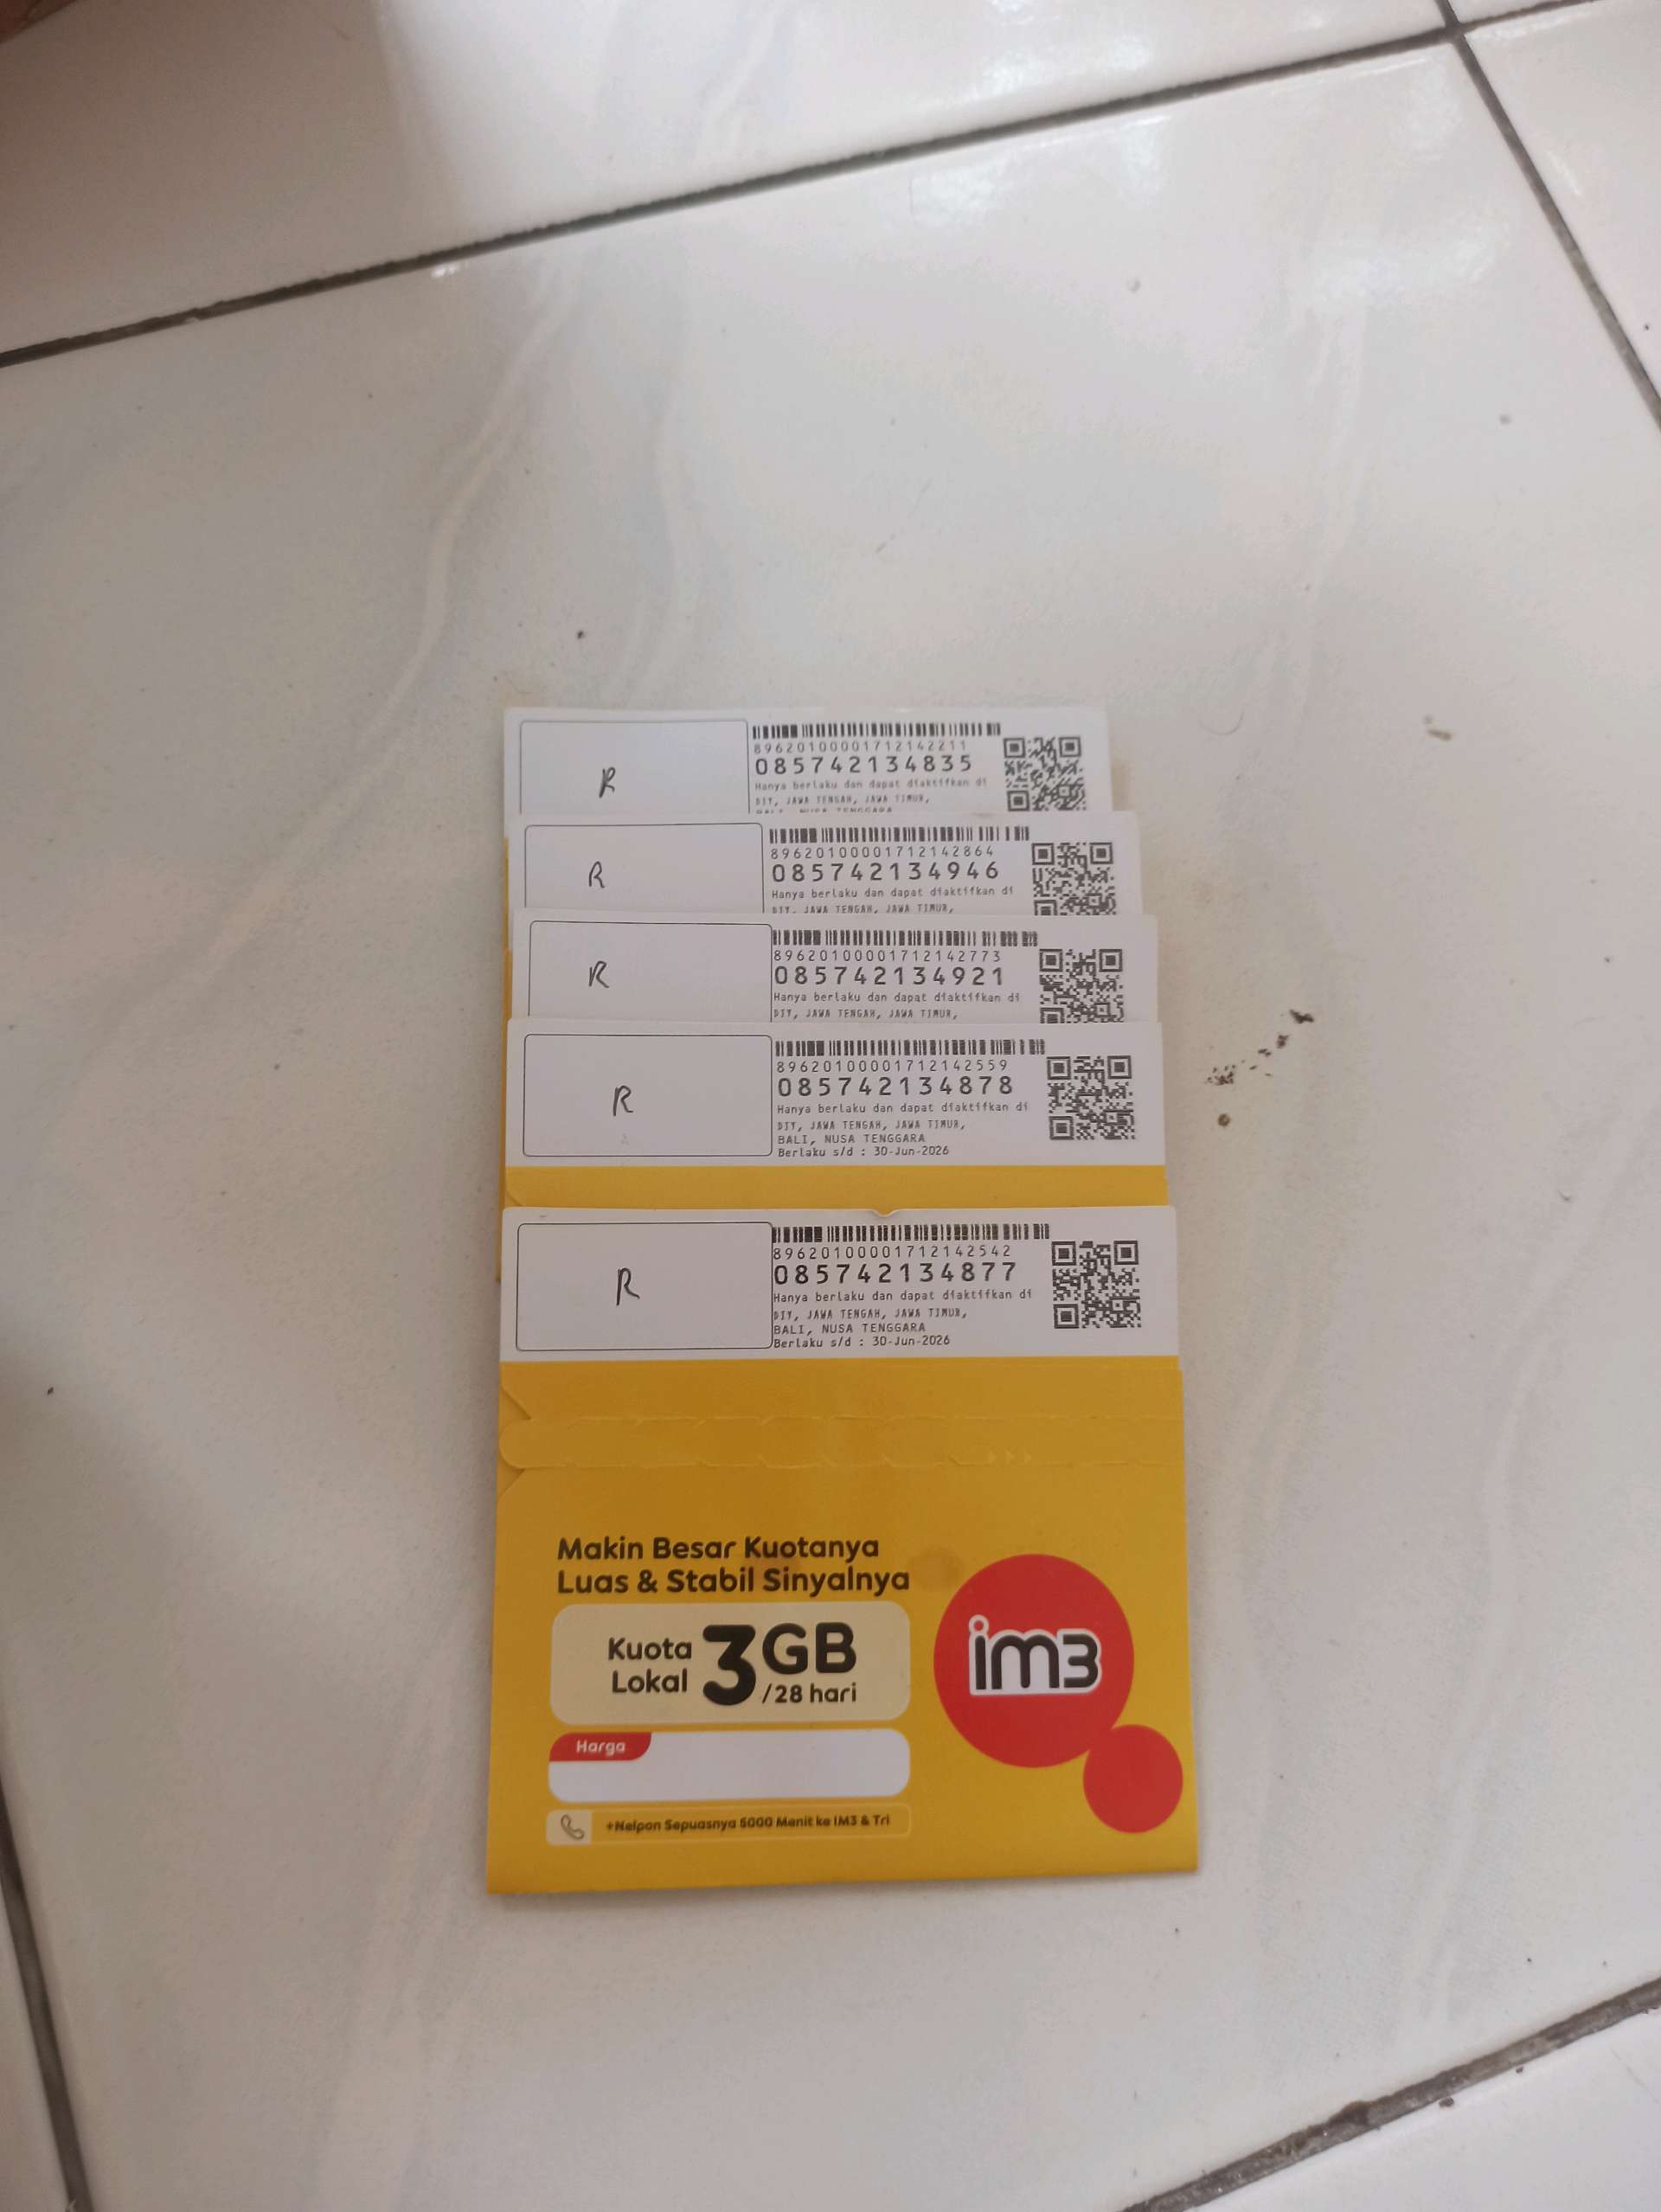 R
89620100001712142211
085742134835
Hanya berlaku dan dapat diaktifkan di
DIY, JAWA TENGAH, JAWA TIMUR,
BALI, NUSA TENGGARA
R
89620100001712142864
085742134946
Hanya berlaku dan dapat diaktifkan di
DIY, JAWA TENGAH, JAWA TIMUR,
R
89620100001712142773
085742134921
Hanya berlaku dan dapat diaktifkan di
DIY, JAWA TENGAH, JAWA TIMUR,
R
89620100001712142559
085742134878
Hanya berlaku dan dapat diaktifkan di
DIY, JAWA TENGAH, JAWA TIMUR,
BALI, NUSA TENGGARA
Berlaku s/d : 30-Jun-2026
R
89620100001712142542
085742134877
Hanya berlaku dan dapat diaktifkan di
DIY, JAWA TENGAH, JAWA TIMUR,
BALI, NUSA TENGGARA
Berlaku s/d : 30-Jun-2026
Makin Besar Kuotanya
Luas & Stabil Sinyalnya
Kuota Lokal 3GB /28 hari
im3
Harga
+Nelpon Sepuasnya 5000 Menit ke IM3 & Tri